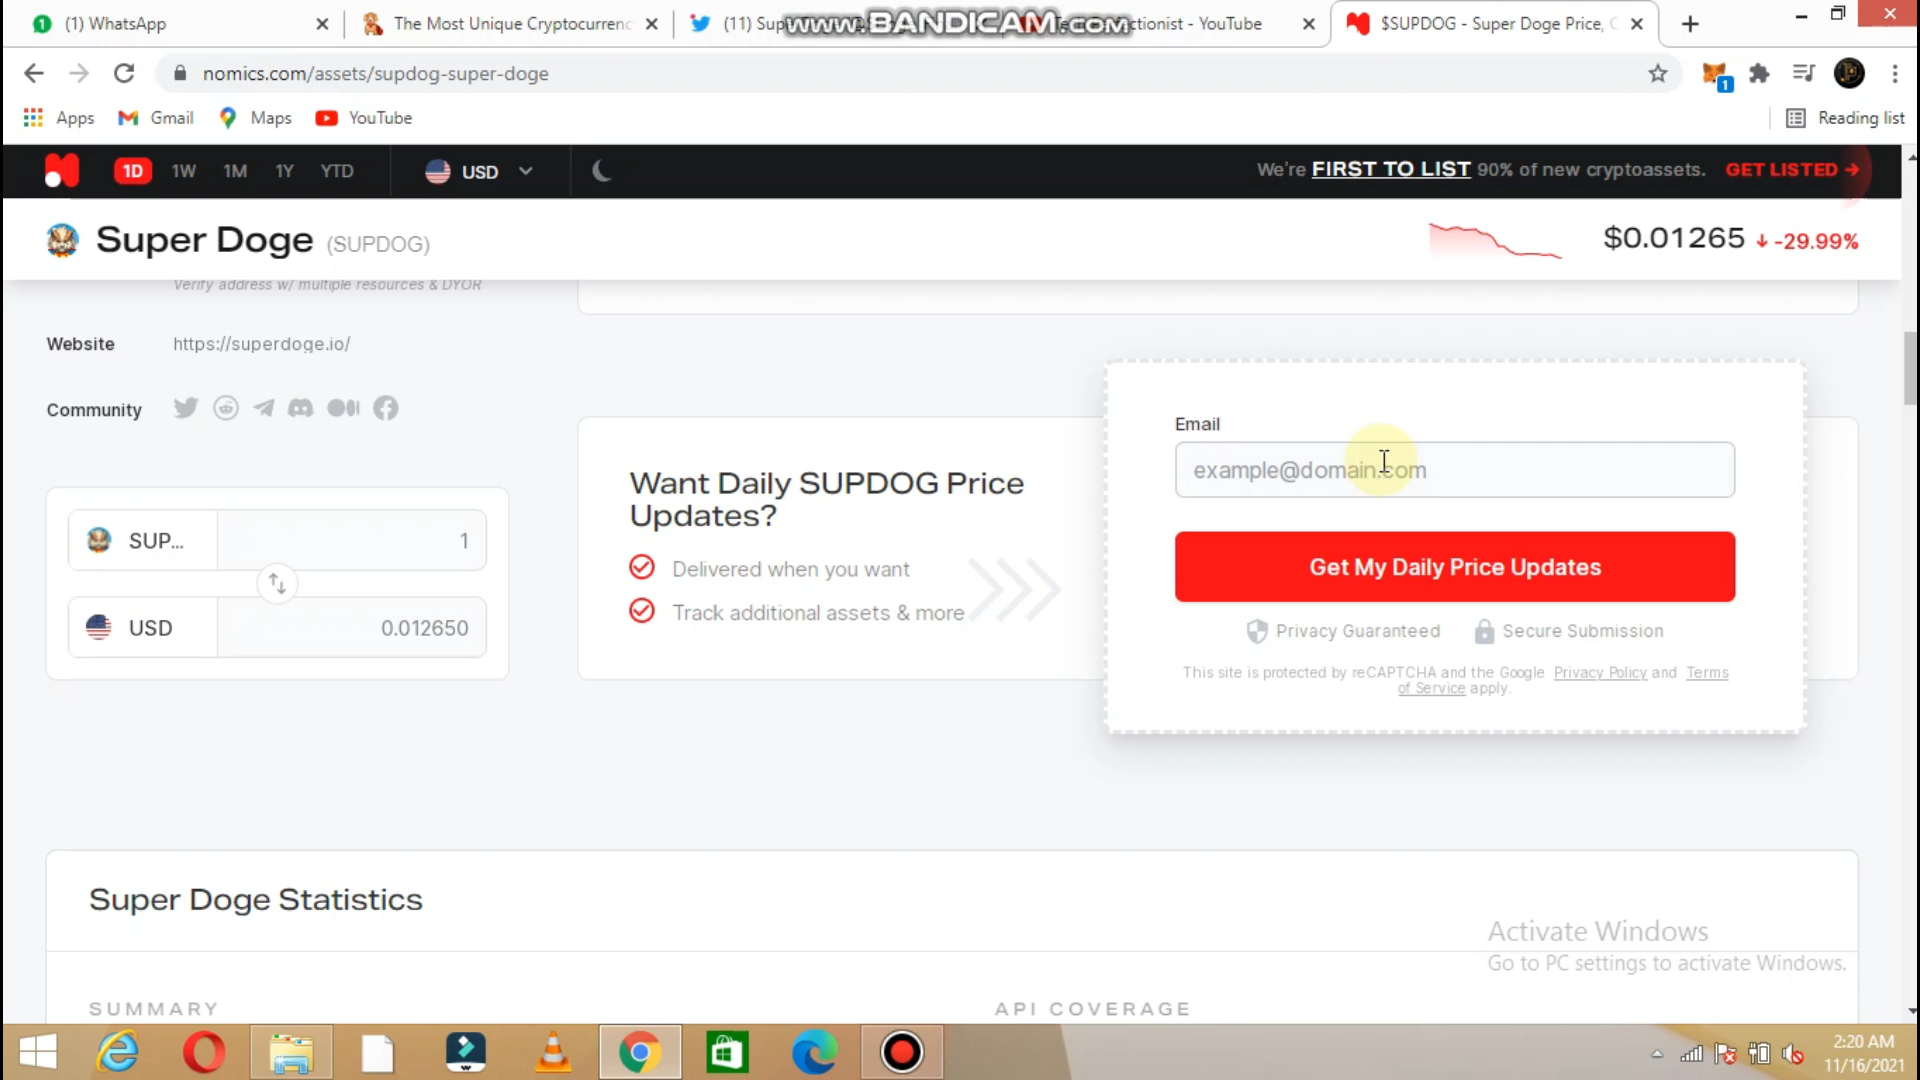 (1) WhatsApp
The Most Unique Cryptocurrenc
(11) Sup
www.BANDICAM.com
ctionist - YouTube
$SUPDOG - Super Doge Price, C
nomics.com/assets/supdog-super-doge
1
Apps
Gmail
Maps
YouTube
Reading list
1D
1W
1M
1Y
YTD
USD
We're FIRST TO LIST 90% of new cryptoassets.
GET LISTED →
Super Doge (SUPDOG)
$0.01265 ↓ -29.99%
Verify address w/ multiple resources & DYOR
Website
https://superdoge.io/
Community
SUP...
1
USD
0.012650
Want Daily SUPDOG Price
Updates?
Delivered when you want
Track additional assets & more
Email
example@domain.com
Get My Daily Price Updates
Privacy Guaranteed
Secure Submission
This site is protected by reCAPTCHA and the Google Privacy Policy and Terms
of Service apply.
Super Doge Statistics
SUMMARY
API COVERAGE
Activate Windows
Go to PC settings to activate Windows.
2:20 AM
11/16/2021